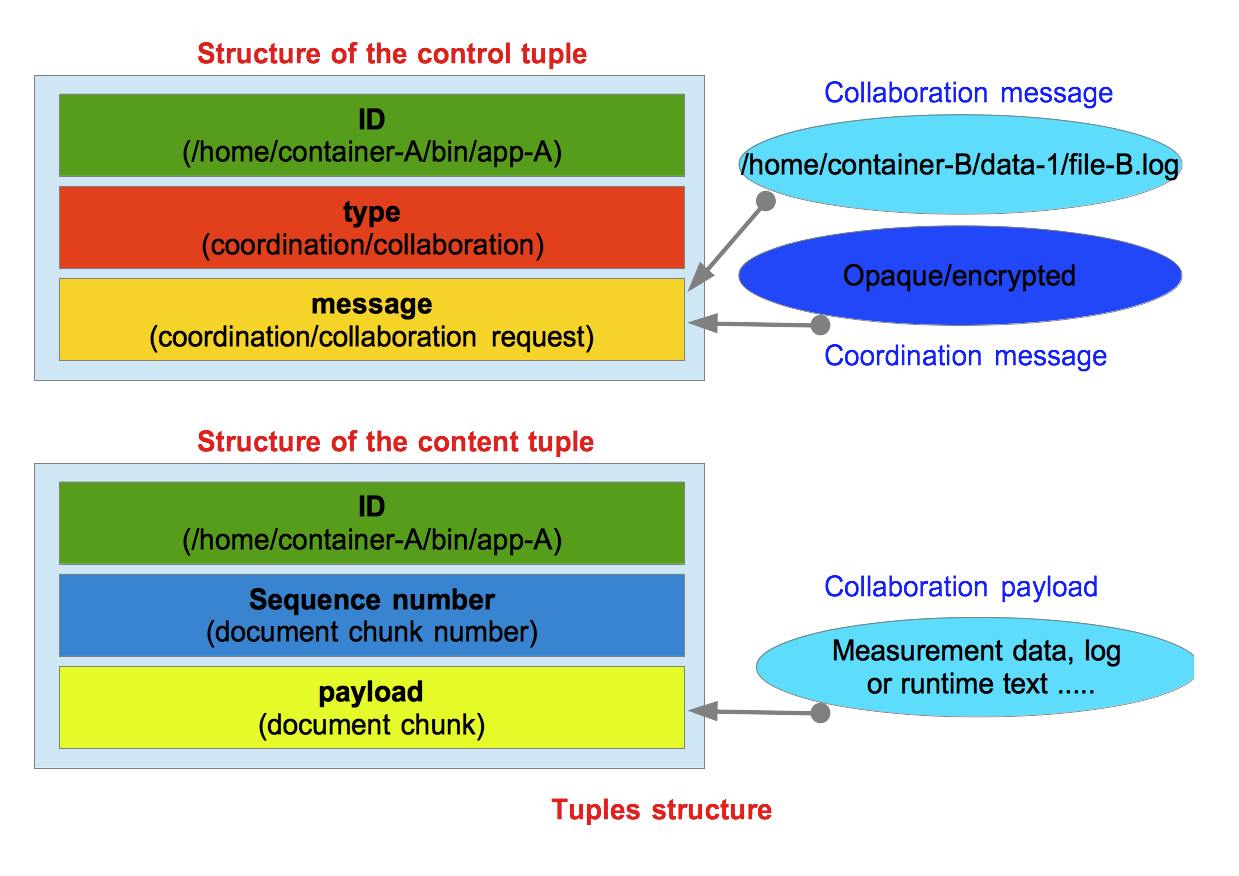 Structure of the control tuple
ID
(/home/container-A/bin/app-A)
type
(coordination/collaboration)
message
(coordination/collaboration request)
Collaboration message
/home/container-B/data-1/file-B.log
Opaque/encrypted
Coordination message
Structure of the content tuple
ID
(/home/container-A/bin/app-A)
Sequence number
(document chunk number)
payload
(document chunk)
Collaboration payload
Measurement data, log
or runtime text .....
Tuples structure